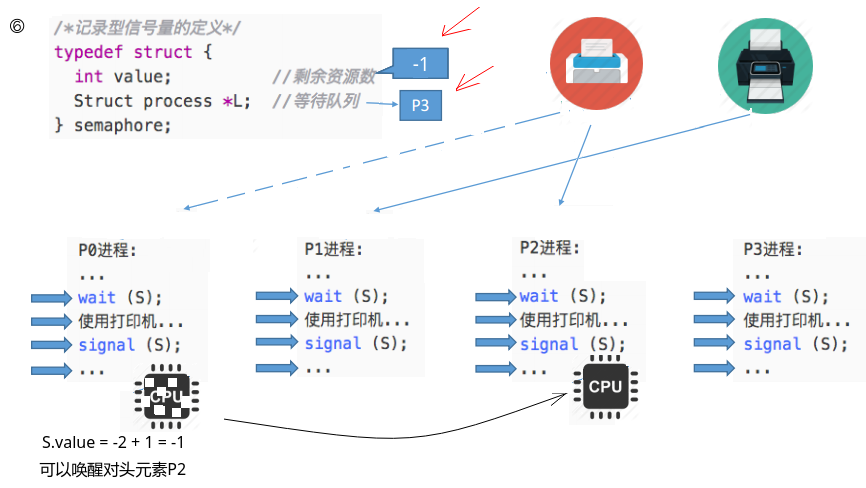 ⑥
/*记录型信号量的定义*/
typedef struct {
int value; //剩余资源数
Struct process *L; //等待队列
} semaphore;
-1
P3
P0进程:
...
wait (S);
使用打印机...
signal (S);
...
CPU
S.value = -2 + 1 = -1
可以唤醒对头元素P2
P1进程:
...
wait (S);
使用打印机...
signal (S);
...
P2进程:
...
wait (S);
使用打印机...
signal (S);
...
CPU
P3进程:
...
wait (S);
使用打印机...
signal (S);
...